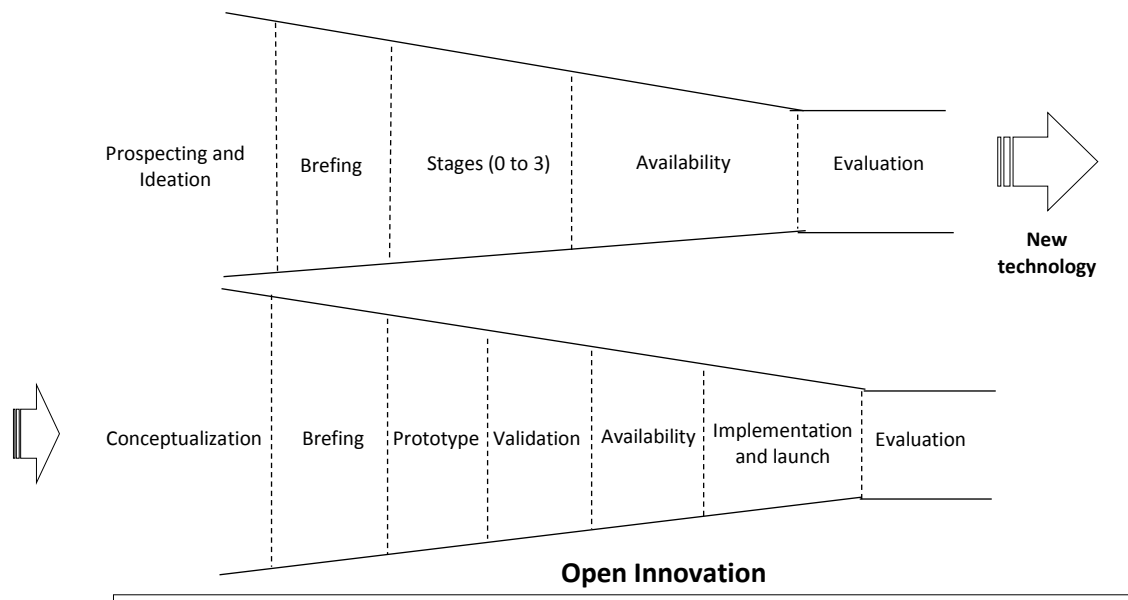 Prospecting and
Ideation
Brefing
Stages (0 to 3)
Availability
Evaluation
New
technology
Conceptualization
Brefing
Prototype
Validation
Availability
Implementation
and launch
Evaluation
Open Innovation